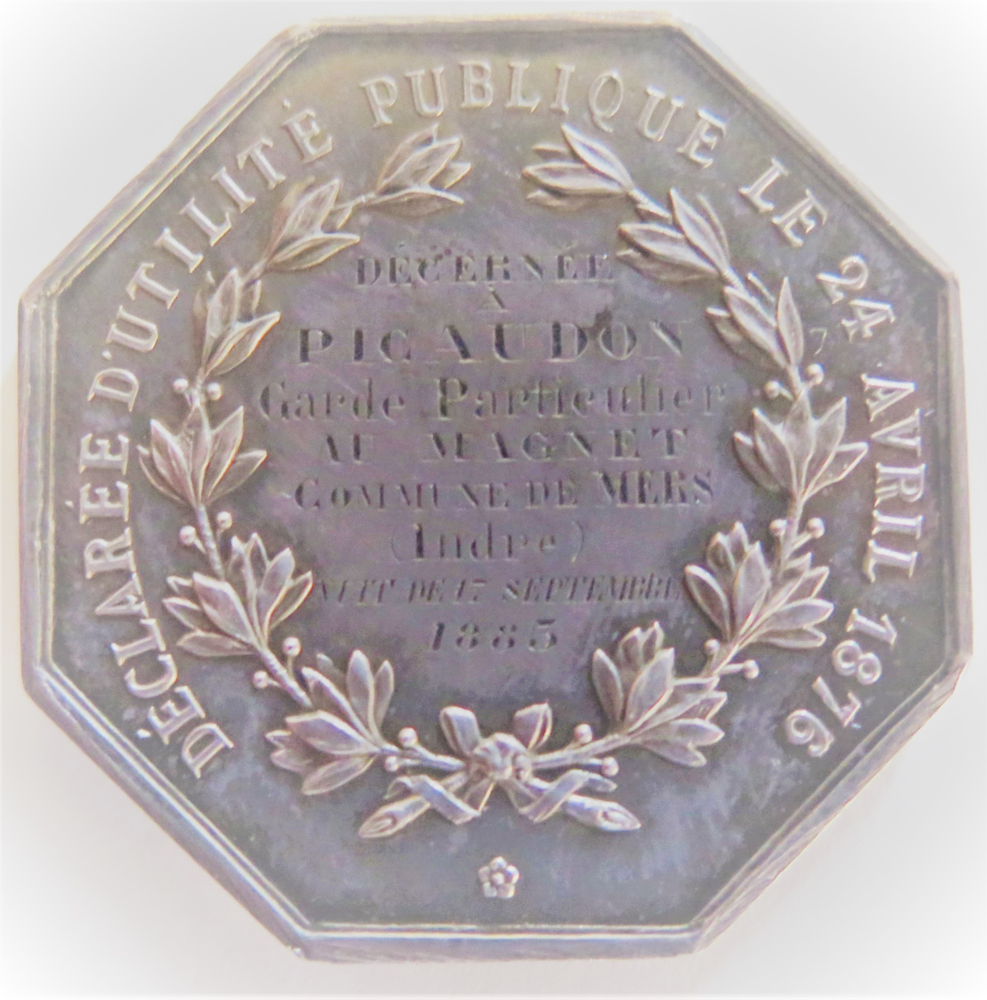 DÉCLARÉE D'UTILITÉ PUBLIQUE LE 24 AVRIL 1876
DÉCERNÉE
À
PICAUDON
Garde Particulier
AU MAGNET
COMMUNE DE MERS
(Indre)
NUIT DE 17 SEPTEMBRE
1885
7